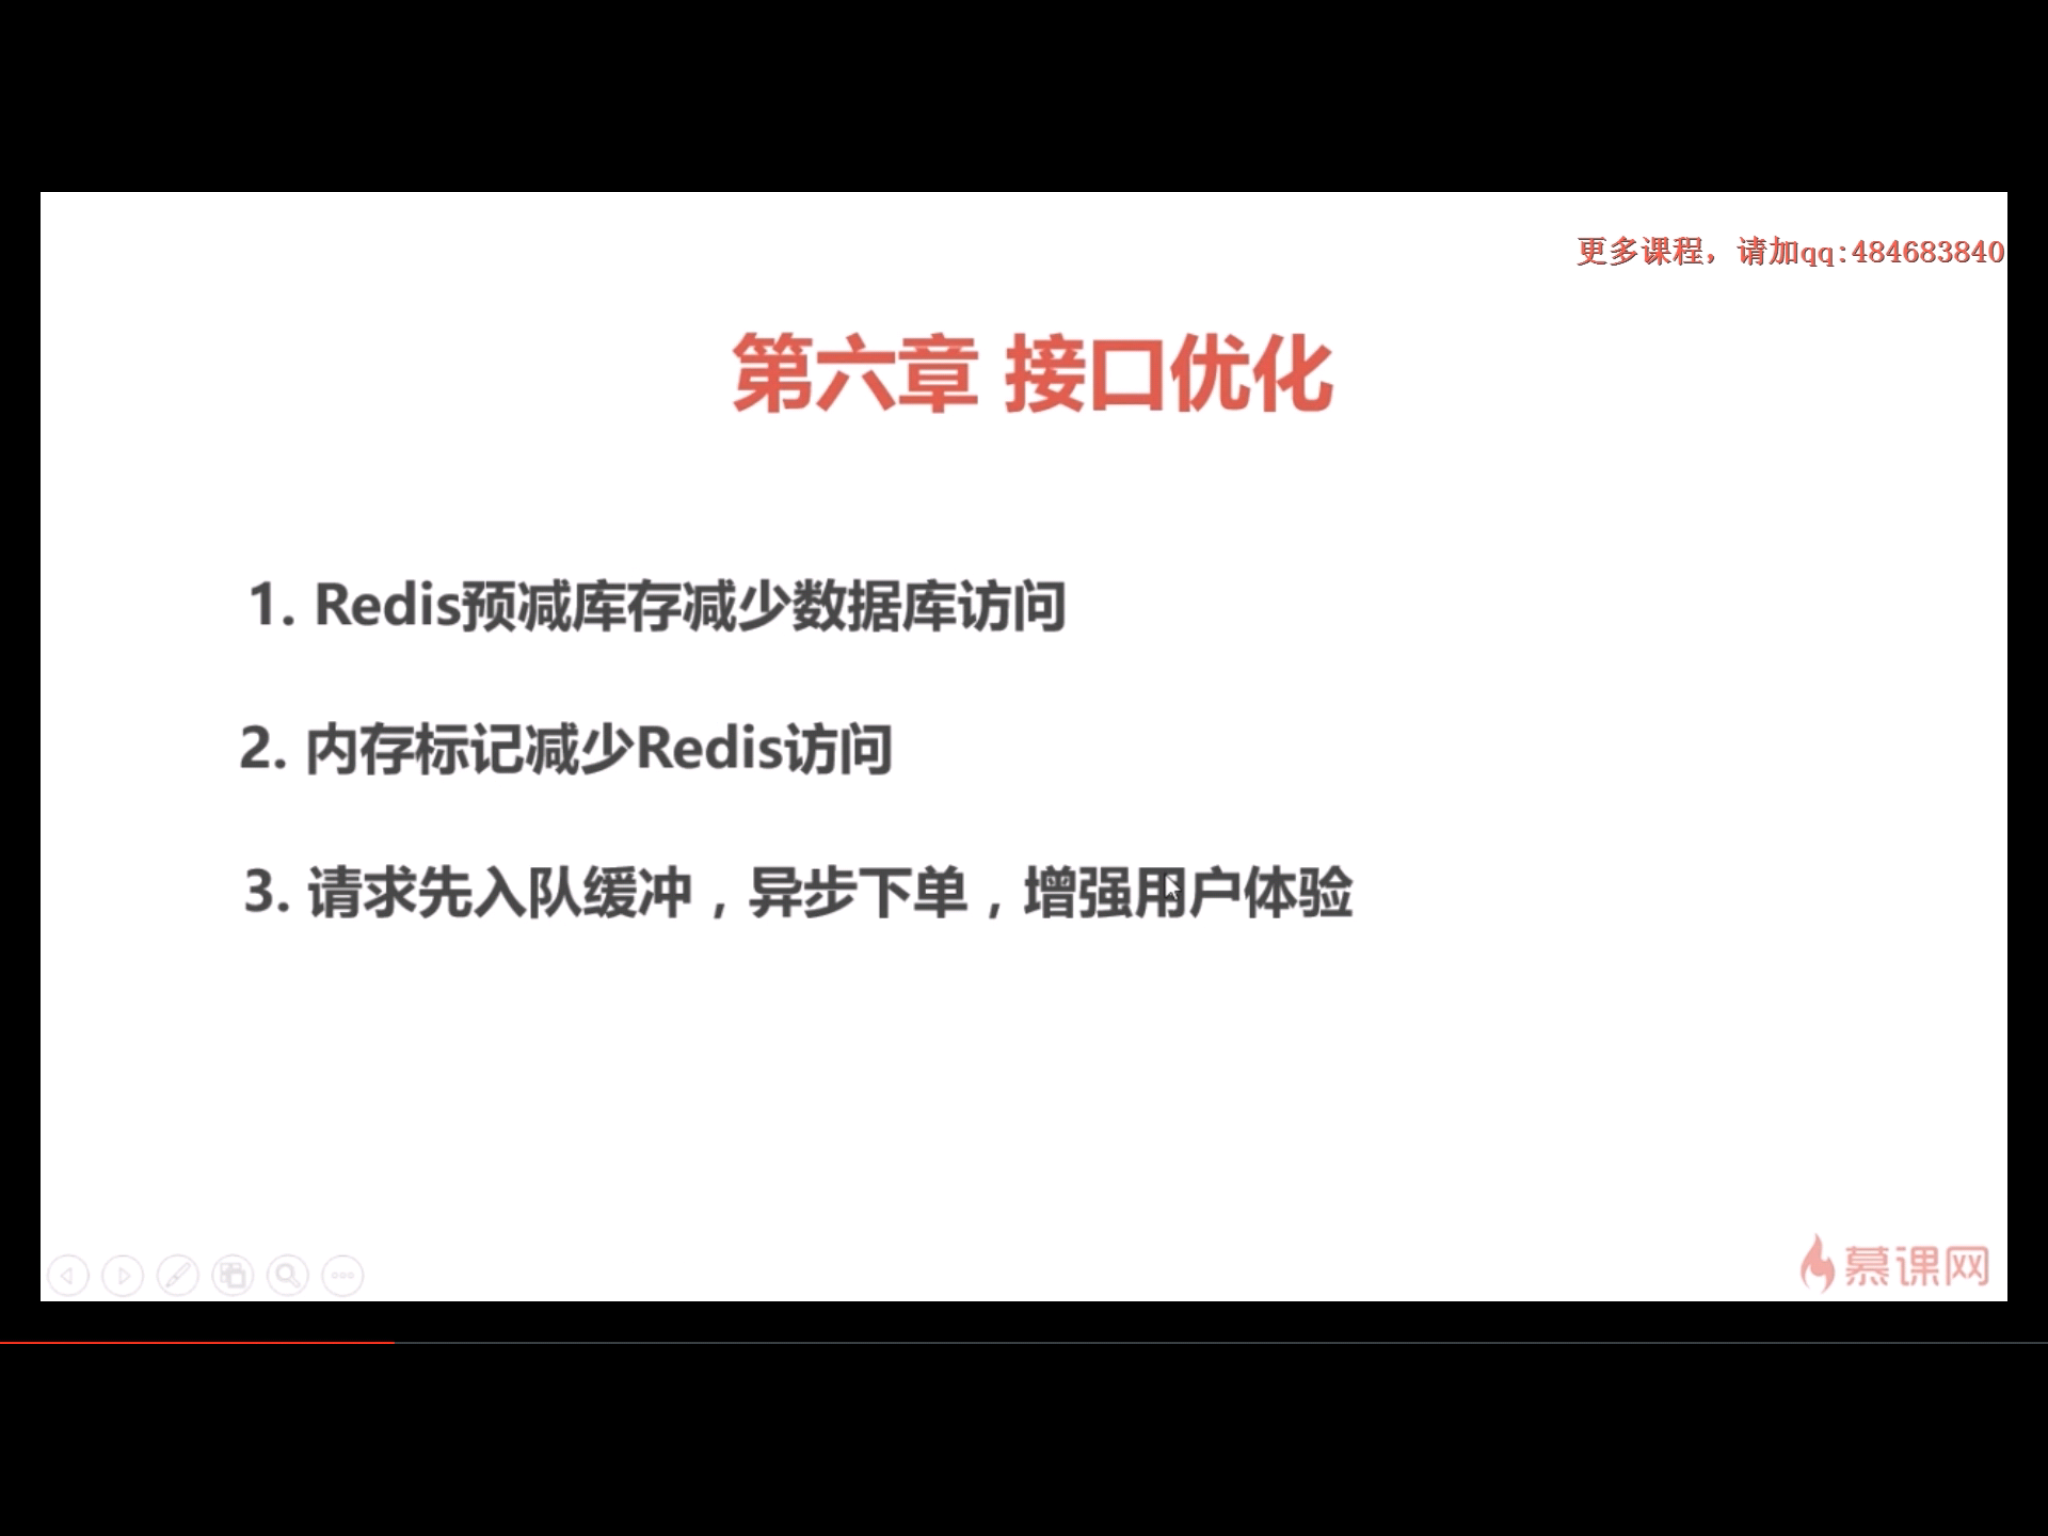 更多课程，请加qq:484683840
第六章 接口优化
1. Redis预减库存减少数据库访问
2. 内存标记减少Redis访问
3. 请求先入队缓冲，异步下单，增强用户体验
慕课网